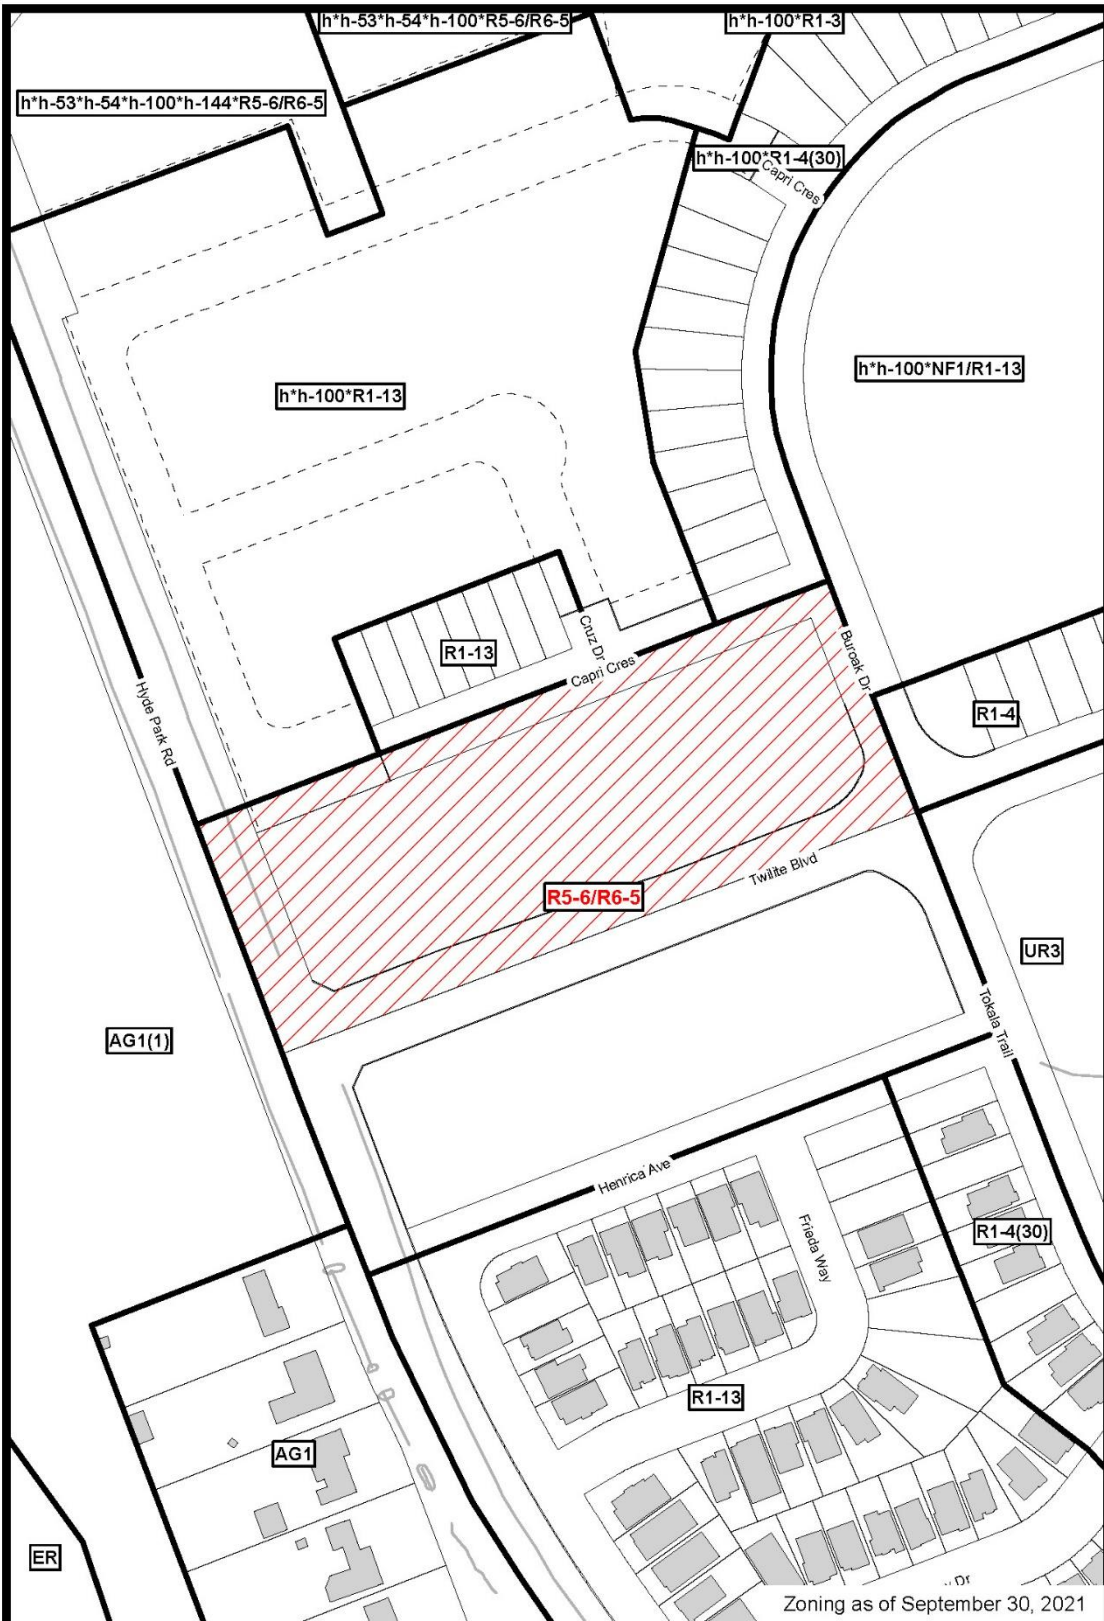 h*h-53*h-54*h-100*R5-6/R6-5
h*h-100*R1-3
h*h-53*h-54*h-100*h-144*R5-6/R6-5
h*h-100*R1-4(30)
Capri Cres
h*h-100*NF1/R1-13
h*h-100*R1-13
Cruz Dr
R1-13
Capri Cres
Buroak Dr
Hyde Park Rd
R1-4
Twilite Blvd
R5-6/R6-5
UR3
Tokala Trail
AG1(1)
Henrica Ave
Frieda Way
R1-4(30)
R1-13
AG1
ER
Dr
Zoning as of September 30, 2021